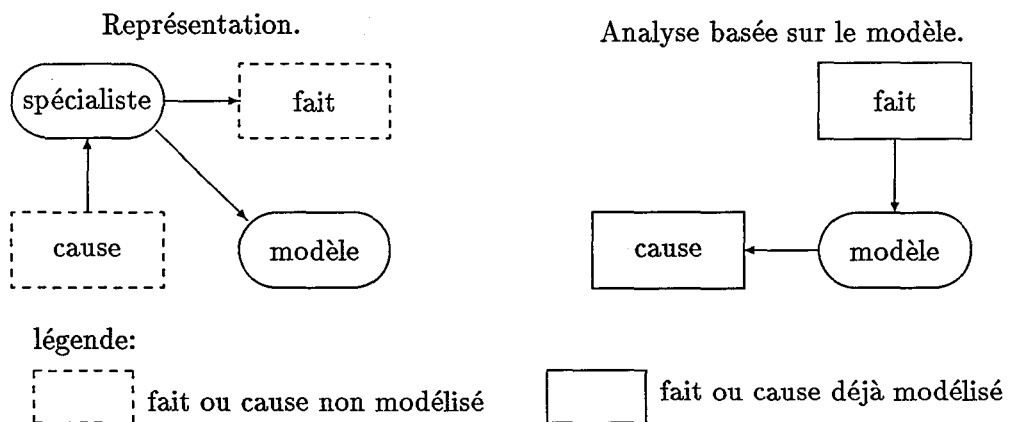 Représentation.
Analyse basée sur le modèle.
spécialiste
fait
cause
modèle
fait
cause
modèle
légende:
fait ou cause non modélisé
fait ou cause déjà modélisé